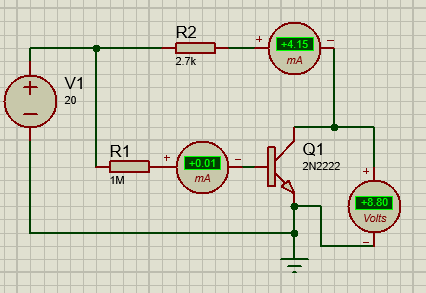 R2
2.7k
+
+4.15
mA
−
V1
20
+
−
R1
1M
+
+0.01
mA
−
Q1
2N2222
+
+8.80
Volts
−